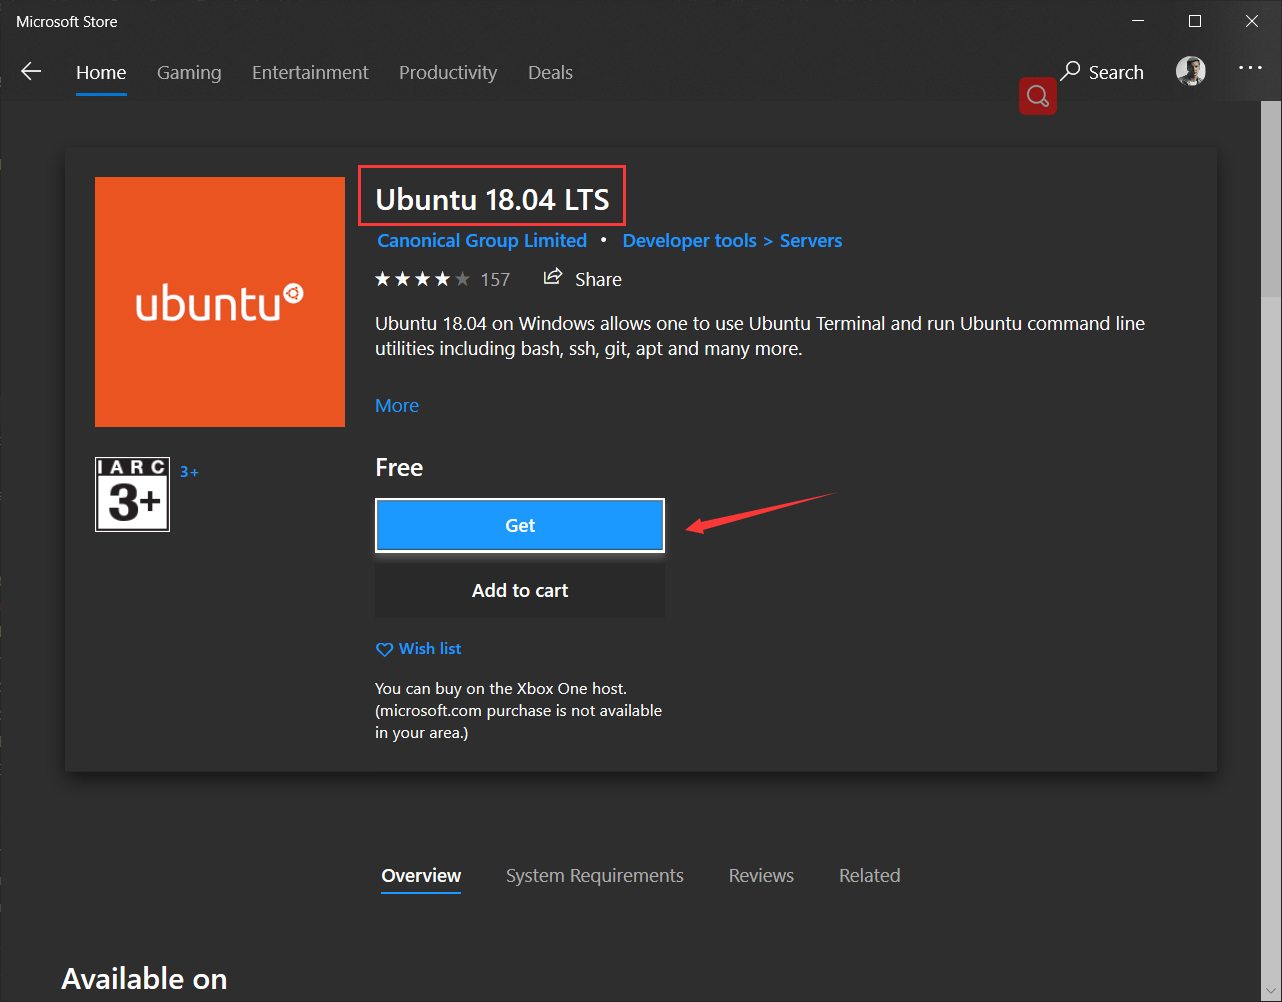 Microsoft Store
Home Gaming Entertainment Productivity Deals Search
Ubuntu 18.04 LTS
Canonical Group Limited • Developer tools > Servers
157 Share
Ubuntu 18.04 on Windows allows one to use Ubuntu Terminal and run Ubuntu command line
utilities including bash, ssh, git, apt and many more.
More
ubuntu
IARC
3+
3+
Free
Get
Add to cart
Wish list
You can buy on the Xbox One host.
(microsoft.com purchase is not available
in your area.)
Overview System Requirements Reviews Related
Available on